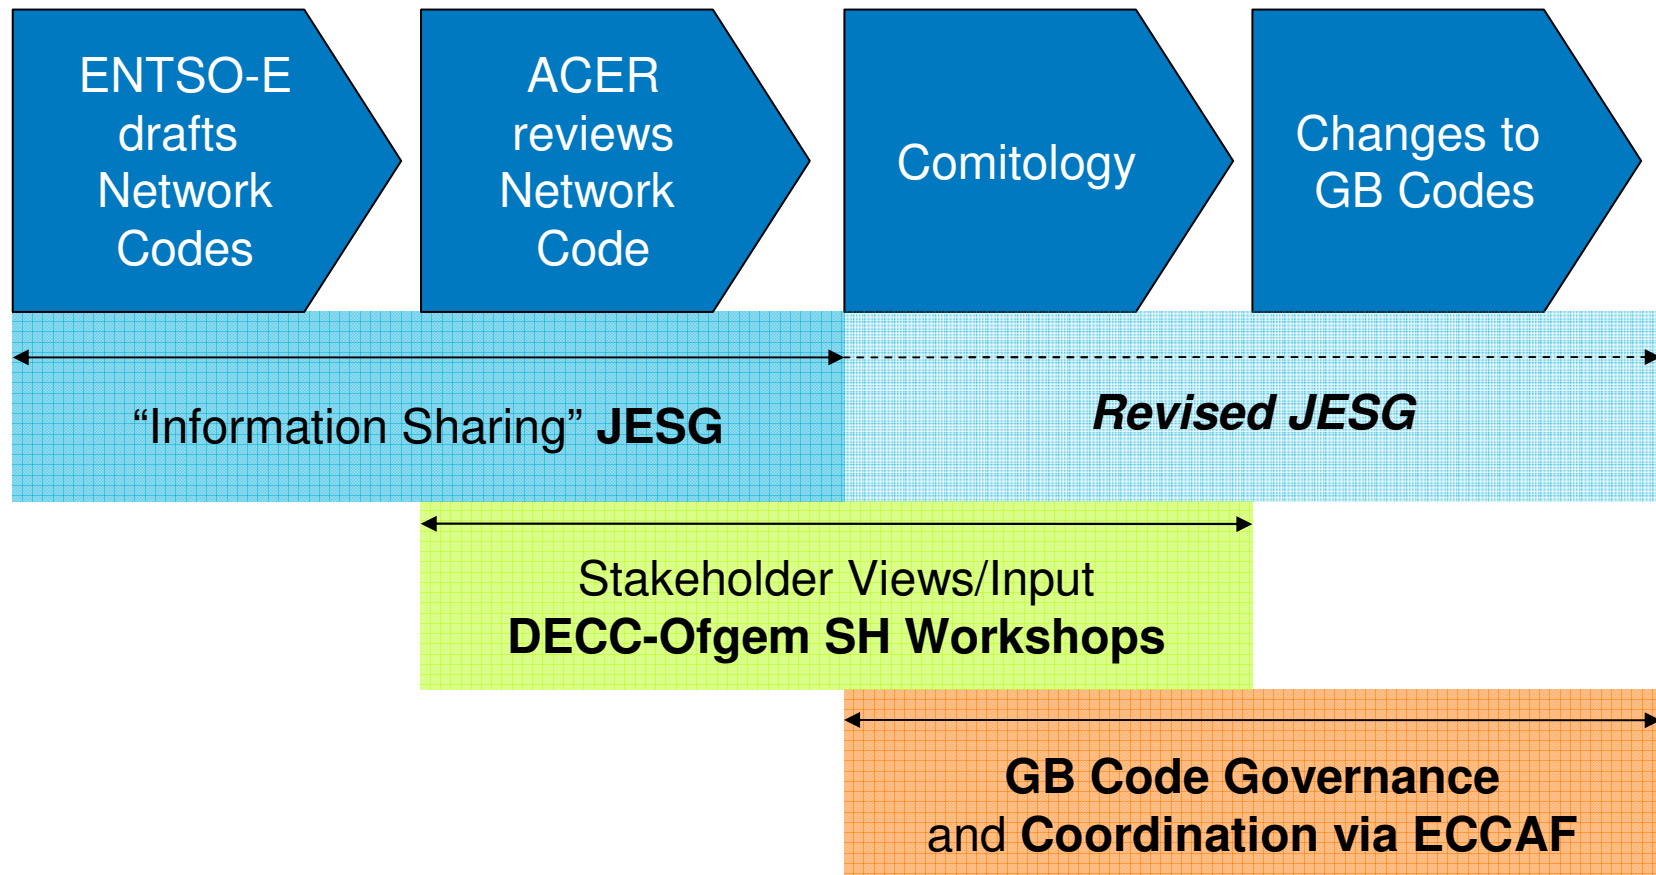 ENTSO-E
drafts
Network
Codes
ACER
reviews
Network
Code
Comitology
Changes to
GB Codes
“Information Sharing” JESG
Revised JESG
Stakeholder Views/Input
DECC-Ofgem SH Workshops
GB Code Governance
and Coordination via ECCAF